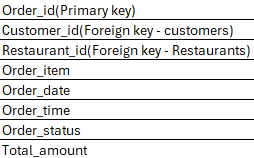 Order_id(Primary key)
Customer_id(Foreign key - customers)
Restaurant_id(Foreign key - Restaurants)
Order_item
Order_date
Order_time
Order_status
Total_amount